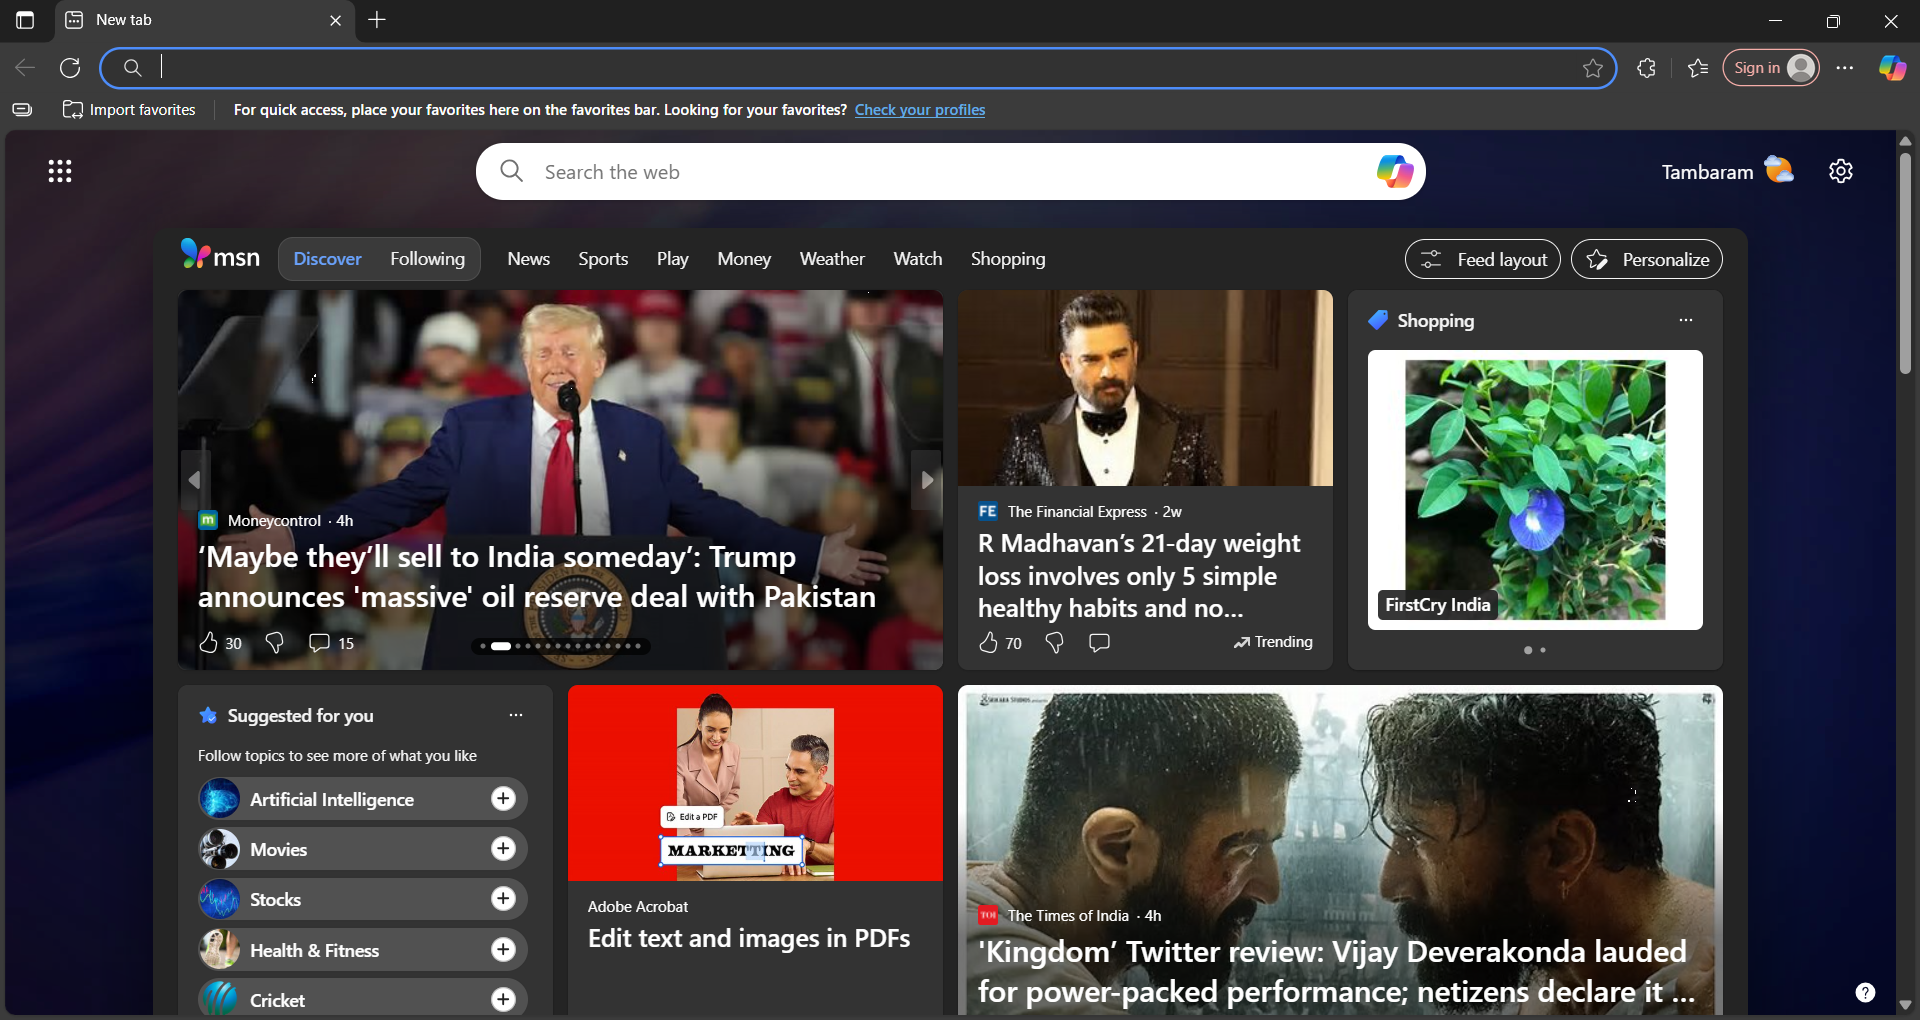 New tab
Sign in
Import favorites
For quick access, place your favorites here on the favorites bar. Looking for your favorites? Check your profiles
Search the web
Tambaram
msn
Discover
Following
News
Sports
Play
Money
Weather
Watch
Shopping
Feed layout
Personalize
m Moneycontrol · 4h
‘Maybe they’ll sell to India someday’: Trump
announces 'massive' oil reserve deal with Pakistan
30
15
FE The Financial Express · 2w
R Madhavan’s 21-day weight
loss involves only 5 simple
healthy habits and no...
70
Trending
Shopping
FirstCry India
Suggested for you
Follow topics to see more of what you like
Artificial Intelligence
Movies
Stocks
Health & Fitness
Cricket
Edit a PDF
MARKETTING
Adobe Acrobat
Edit text and images in PDFs
TOI The Times of India · 4h
'Kingdom’ Twitter review: Vijay Deverakonda lauded
for power-packed performance; netizens declare it ...